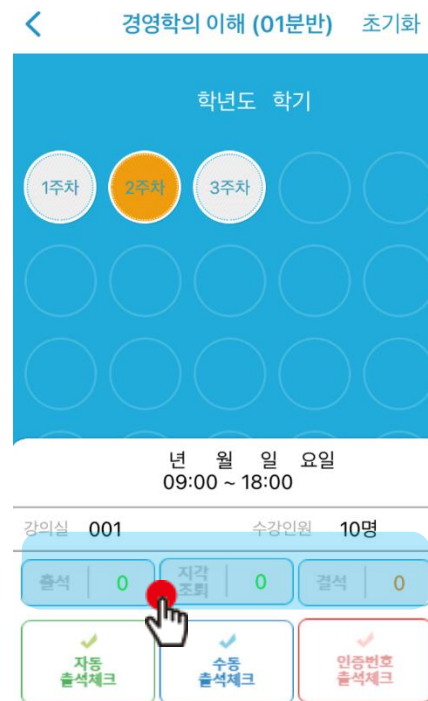 경영학의 이해 (01분반) 초기화
학년도 학기
1주차 2주차 3주차
년 월 일 요일
09:00 ~ 18:00
강의실 001 수강인원 10명
출석 0 지각 0 결석 0
조퇴
자동 수동 인증번호
출석체크 출석체크 출석체크